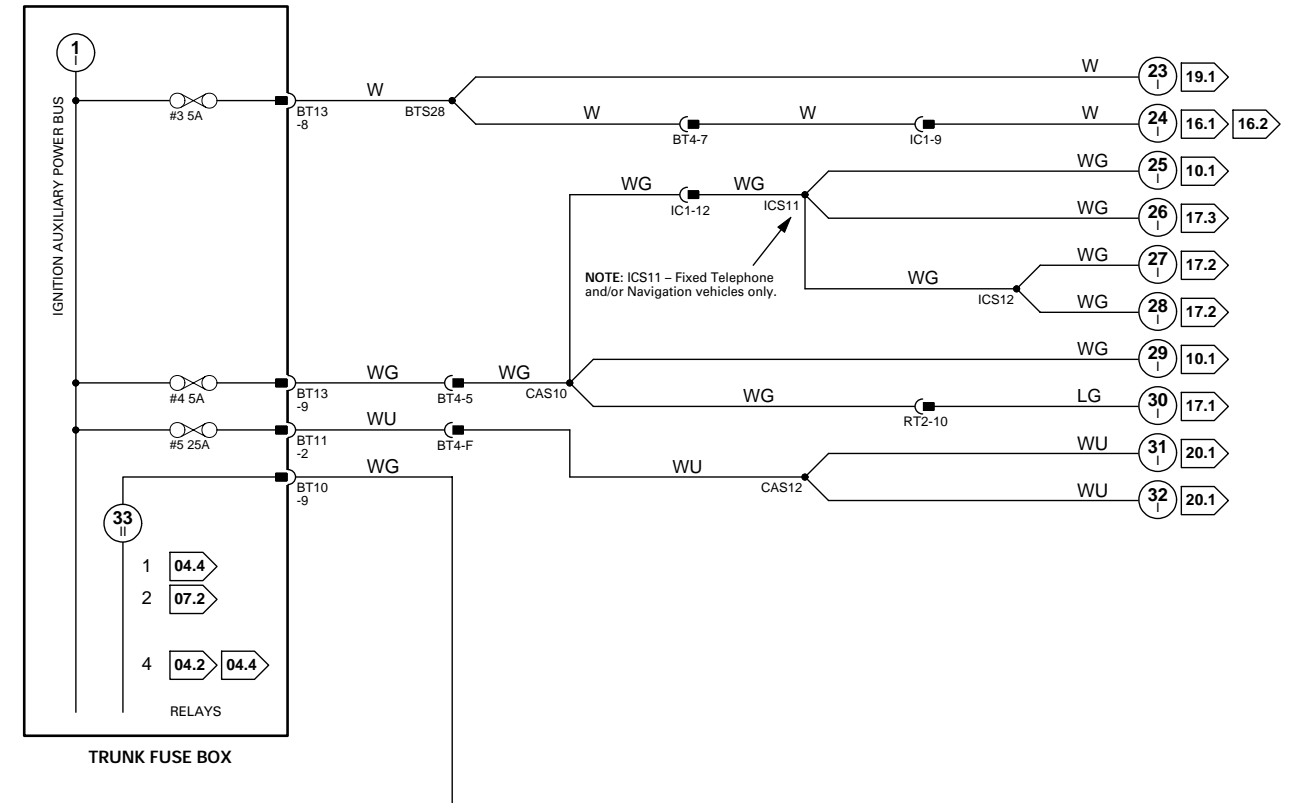 1
I
IGNITION AUXILIARY POWER BUS
#3 5A
BT13
-8
W
BTS28
W
23
I
19.1
W
BT4-7
W
IC1-9
W
24
I
16.1
16.2
WG
IC1-12
WG
ICS11
WG
25
I
10.1
WG
26
I
17.3
NOTE: ICS11 – Fixed Telephone
and/or Navigation vehicles only.
WG
ICS12
WG
27
I
17.2
WG
28
I
17.2
#4 5A
BT13
-9
WG
BT4-5
WG
CAS10
WG
29
I
10.1
WG
RT2-10
LG
30
I
17.1
#5 25A
BT11
-2
WU
BT4-F
WU
CAS12
WU
31
I
20.1
WU
32
I
20.1
BT10
-9
WG
33
II
1 04.4
2 07.2
4 04.2 04.4
RELAYS
TRUNK FUSE BOX